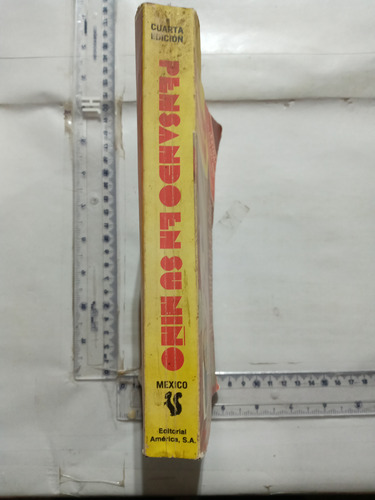 CUARTA
EDICION
PENSANDO EN SU NIÑO
MEXICO
Editorial
América, S.A.